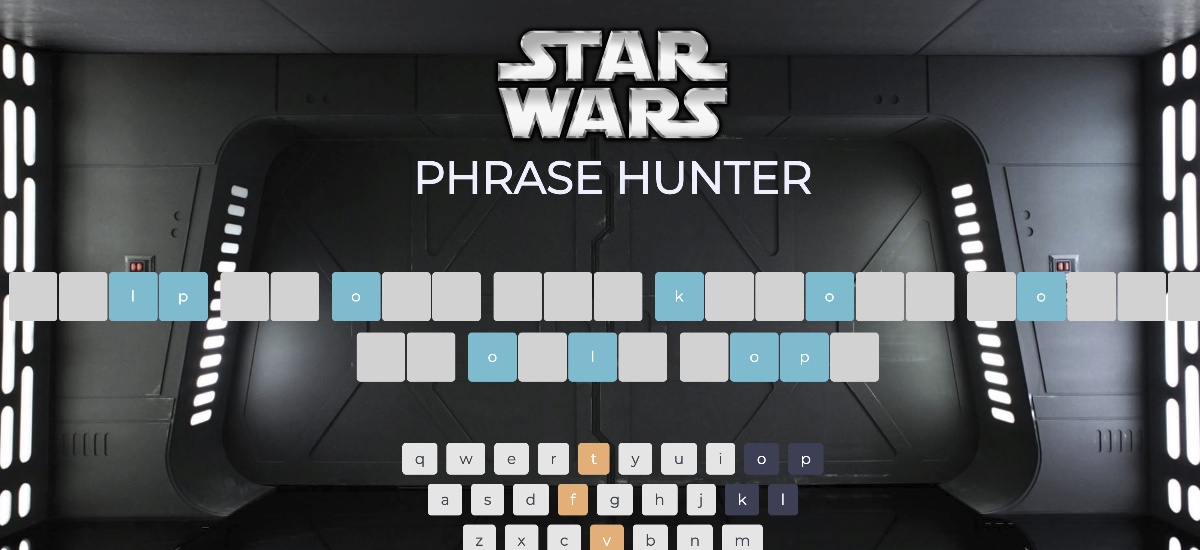 STAR
WARS
PHRASE HUNTER
l p o k o o
o l o p
q w e r t y u i o p
a s d f g h j k l
z x c v b n m